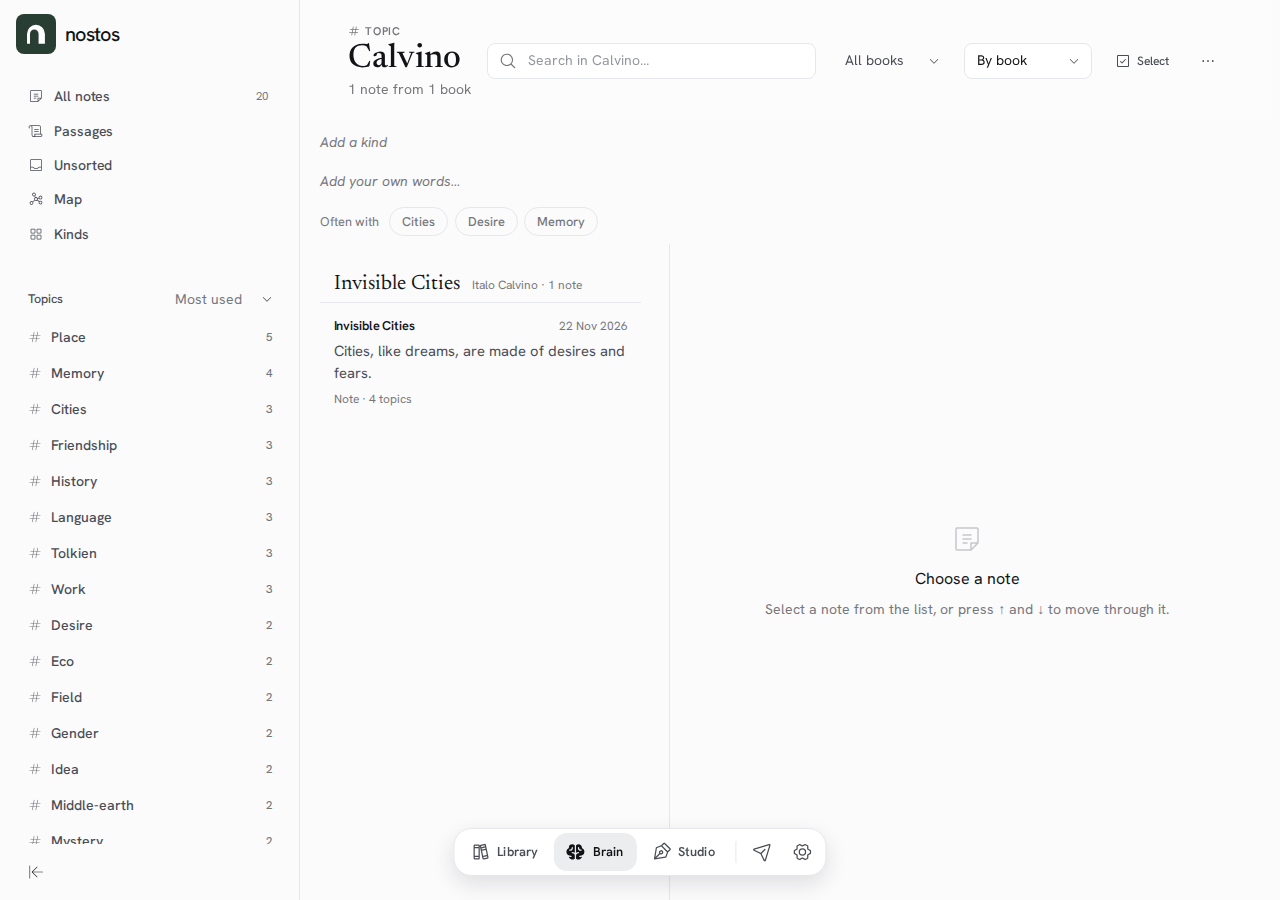 nostos
All notes 20
Passages
Unsorted
Map
Kinds
Topics Most used
# Place 5
# Memory 4
# Cities 3
# Friendship 3
# History 3
# Language 3
# Tolkien 3
# Work 3
# Desire 2
# Eco 2
# Field 2
# Gender 2
# Idea 2
# Middle-earth 2
# Mystery 2
# TOPIC
Calvino
1 note from 1 book
Search in Calvino...
All books
By book
Select
Add a kind
Add your own words...
Often with Cities Desire Memory
Invisible Cities Italo Calvino · 1 note
Invisible Cities 22 Nov 2026
Cities, like dreams, are made of desires and
fears.
Note · 4 topics
Choose a note
Select a note from the list, or press ↑ and ↓ to move through it.
Library Brain Studio